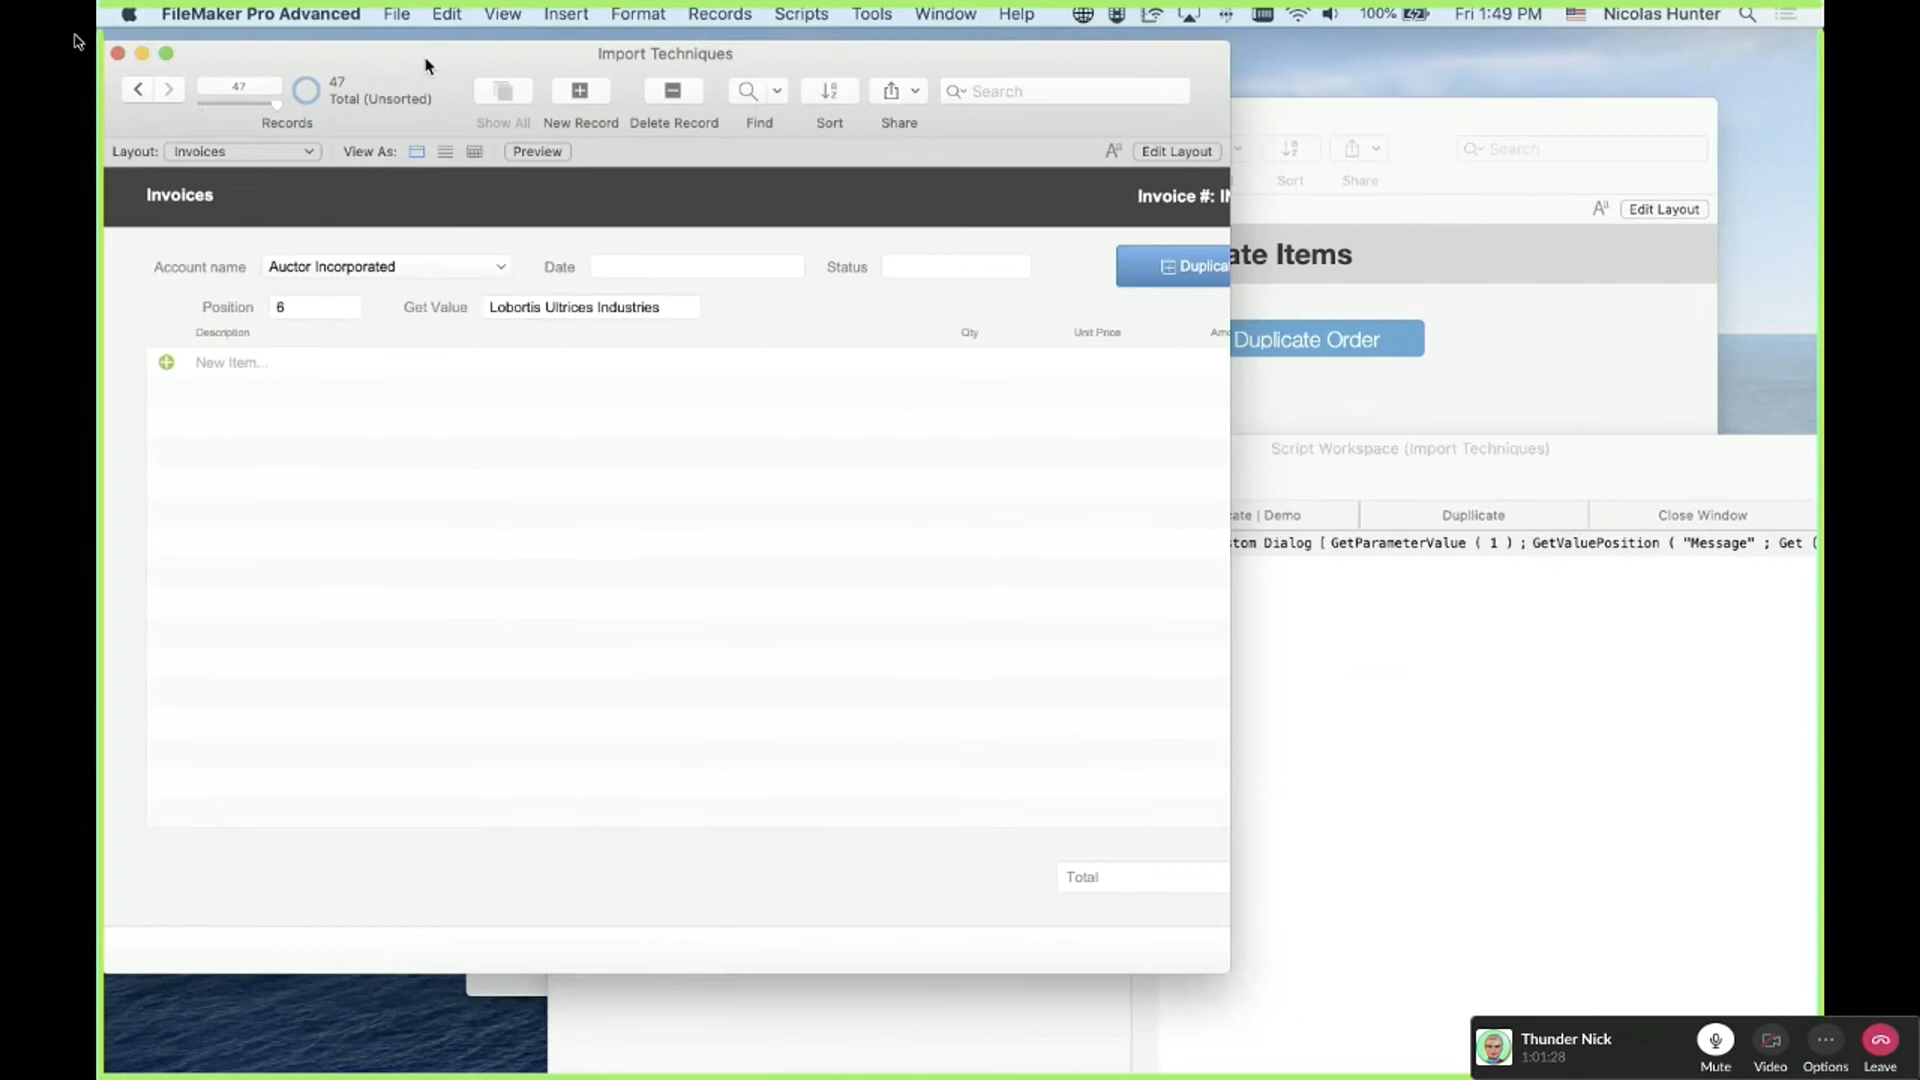 FileMaker Pro Advanced File Edit View Insert Format Records Scripts Tools Window Help 100% Fri 1:49 PM Nicolas Hunter
Import Techniques
47 47 Total (Unsorted) Search
Records Show All New Record Delete Record Find Sort Share
Layout: Invoices View As: Preview Edit Layout
Invoices Invoice #:
Account name Auctor Incorporated Date Status Duplica
Position 6 Get Value Lobortis Ultrices Industries
Description Qty Unit Price Amo
New Item...
Total
Search
Sort Share
Edit Layout
ate Items
Duplicate Order
Script Workspace (Import Techniques)
ate | Demo Dupllicate Close Window
tom Dialog [ GetParameterValue ( 1 ) ; GetValuePosition ( "Message" ; Get (
Thunder Nick
1:01:28
Mute Video Options Leave